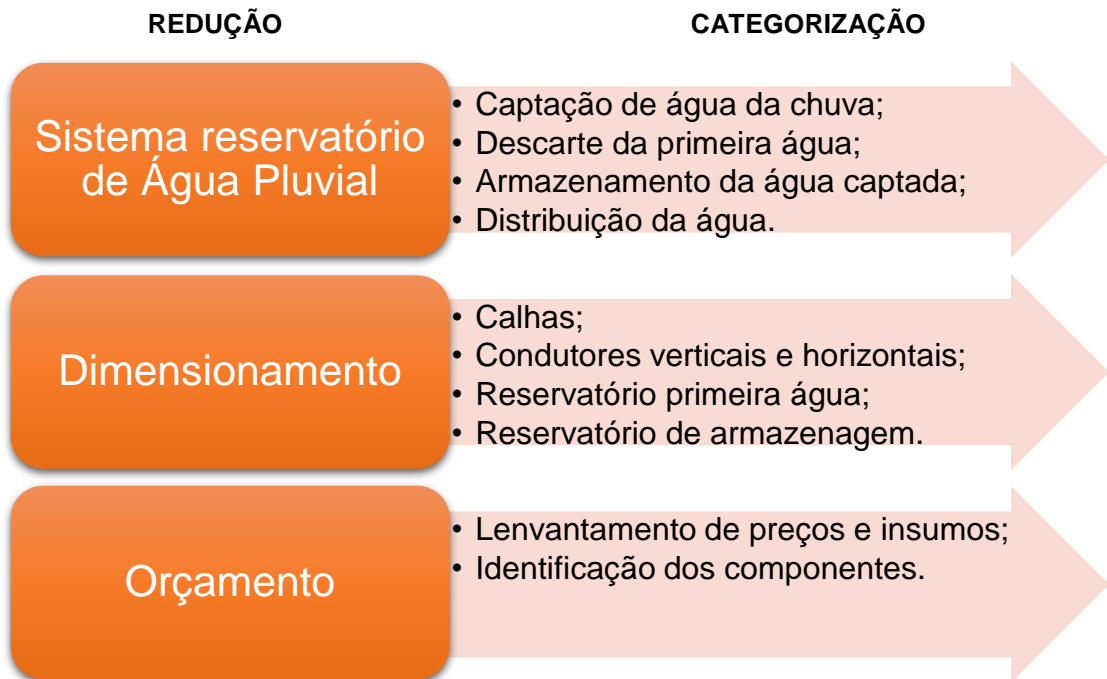 REDUÇÃO
CATEGORIZAÇÃO
Sistema reservatório
de Água Pluvial
• Captação de água da chuva;
• Descarte da primeira água;
• Armazenamento da água captada;
• Distribuição da água.
Dimensionamento
• Calhas;
• Condutores verticais e horizontais;
• Reservatório primeira água;
• Reservatório de armazenagem.
Orçamento
• Lenvantamento de preços e insumos;
• Identificação dos componentes.